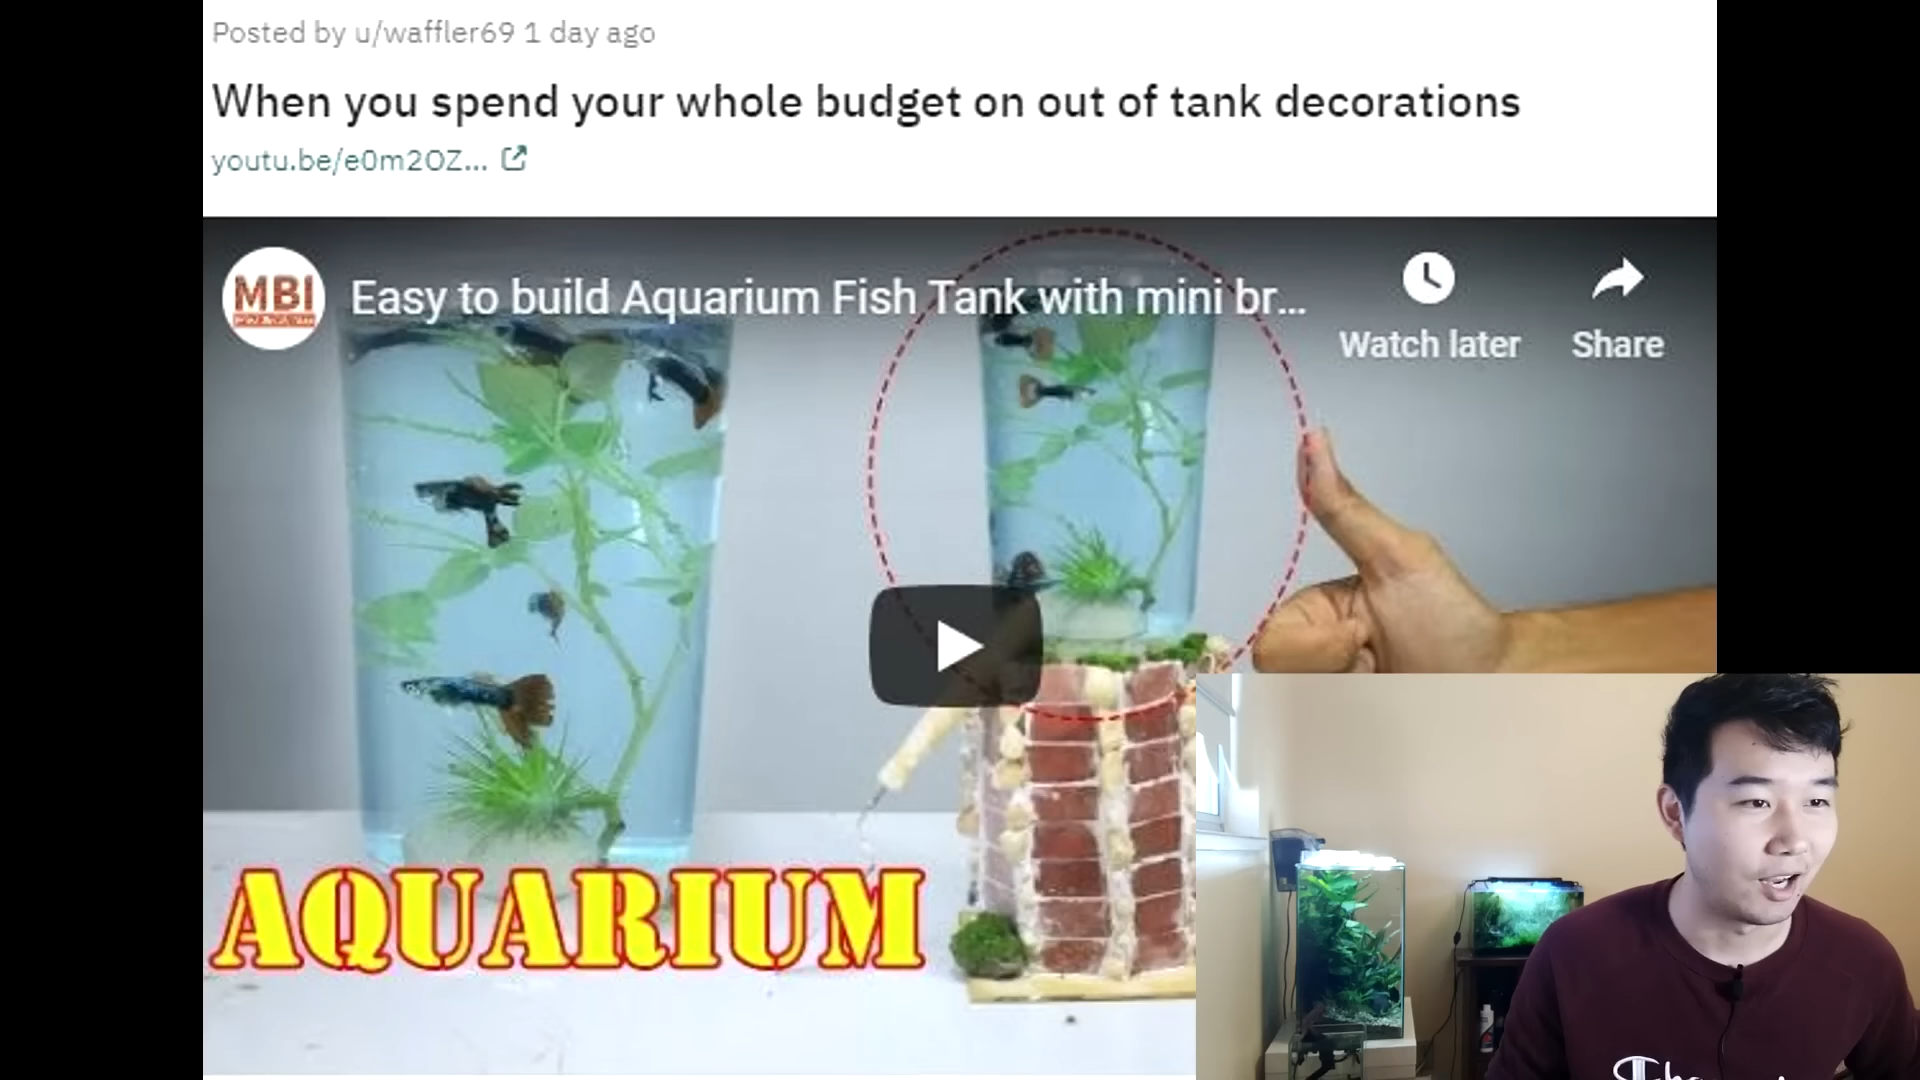 Posted by u/waffler69 1 day ago
When you spend your whole budget on out of tank decorations
youtu.be/e0m2OZ...
MBI
Easy to build Aquarium Fish Tank with mini br...
Watch later
Share
AQUARIUM